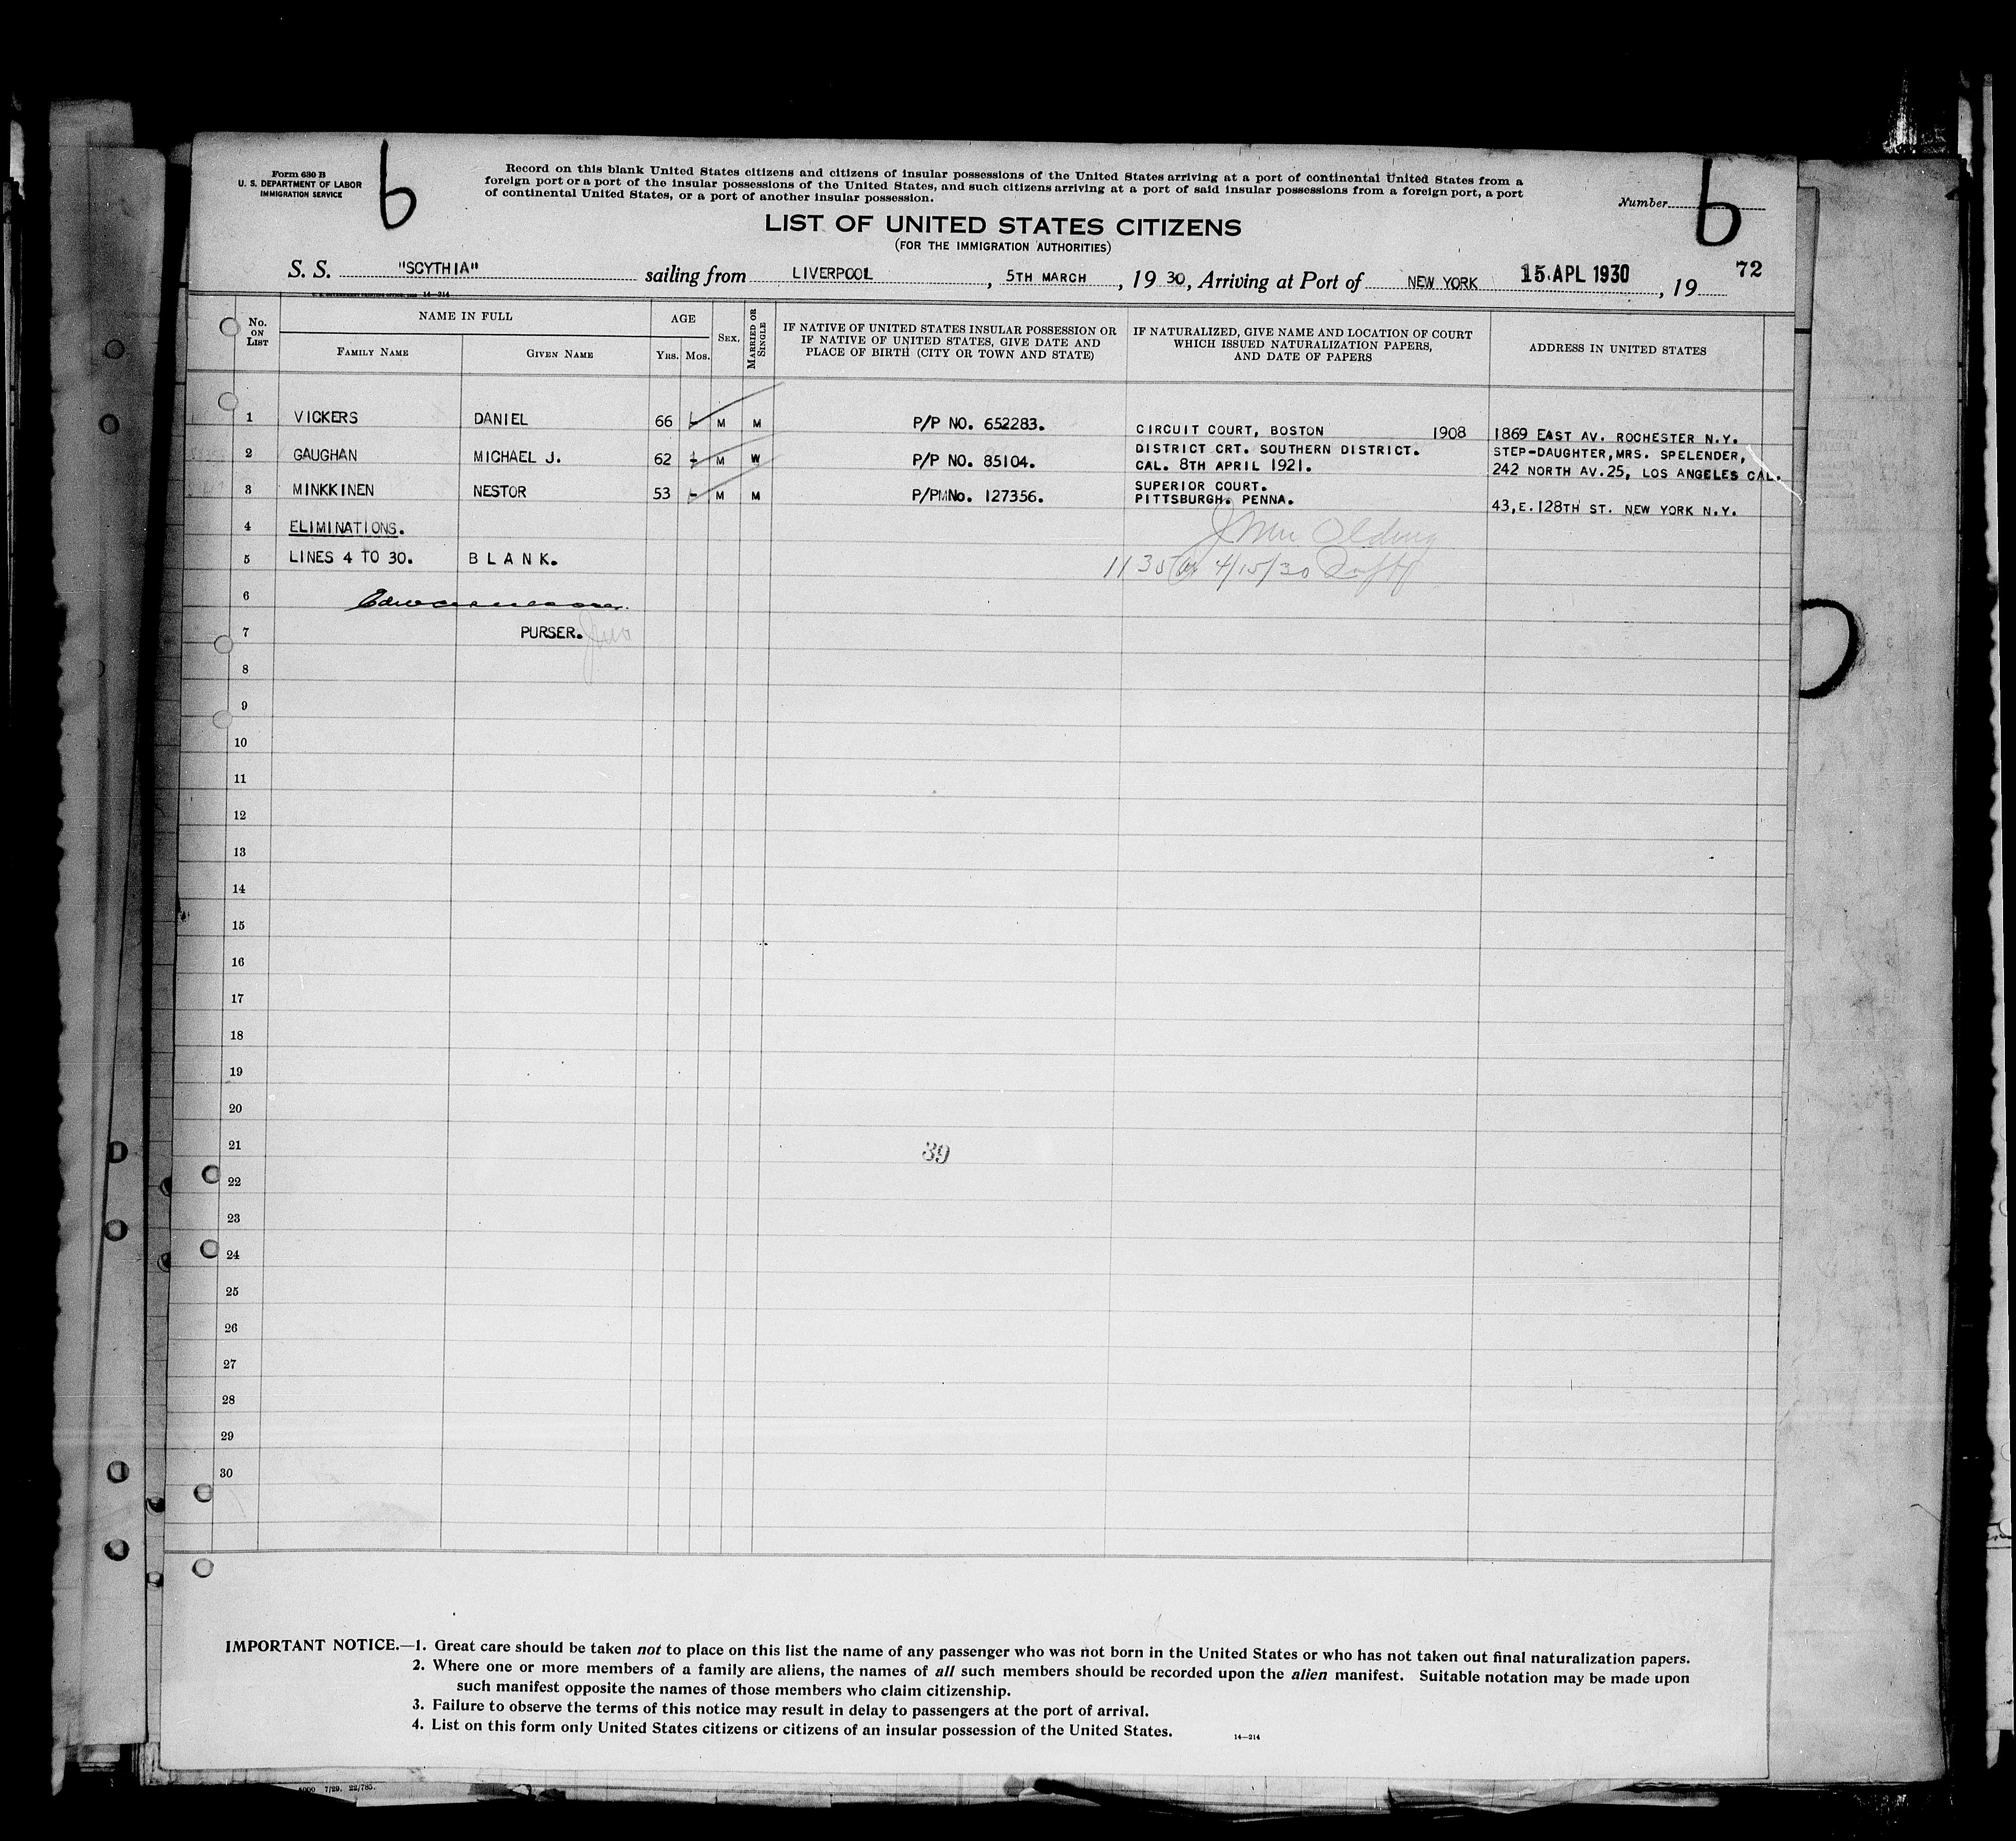 Form 630 B
U. S. DEPARTMENT OF LABOR
IMMIGRATION SERVICE
6
Record on this blank United States citizens and citizens of insular possessions of the United States arriving at a port of continental United States from a
foreign port or a port of the insular possessions of the United States, and such citizens arriving at a port of said insular possessions from a foreign port, a port
of continental United States, or a port of another insular possession.
Number
6
LIST OF UNITED STATES CITIZENS
(FOR THE IMMIGRATION AUTHORITIES)
S. S. "SCYTHIA" sailing from LIVERPOOL, 5TH MARCH, 19 30, Arriving at Port of NEW YORK 15.APL 1930, 19 72
14—214
No. ON LIST
NAME IN FULL
FAMILY NAME GIVEN NAME
AGE
YRS. MOS.
SEX.
MARRIED OR SINGLE
IF NATIVE OF UNITED STATES INSULAR POSSESSION OR
IF NATIVE OF UNITED STATES, GIVE DATE AND
PLACE OF BIRTH (CITY OR TOWN AND STATE)
IF NATURALIZED, GIVE NAME AND LOCATION OF COURT
WHICH ISSUED NATURALIZATION PAPERS,
AND DATE OF PAPERS
ADDRESS IN UNITED STATES
1 VICKERS DANIEL 66 M M P/P NO. 652283. CIRCUIT COURT, BOSTON 1908 1869 EAST AV. ROCHESTER N.Y.
2 GAUGHAN MICHAEL J. 62 M W P/P NO. 85104. DISTRICT CRT. SOUTHERN DISTRICT. STEP-DAUGHTER,MRS. SPELENDER,
CAL. 8TH APRIL 1921. 242 NORTH AV.25, LOS ANGELES CAL.
3 MINKKINEN NESTOR 53 M M P/PMNo. 127356. SUPERIOR COURT.
PITTSBURGH. PENNA. 43,E.128TH ST. NEW YORK N.Y.
4 ELIMINATIONS.
5 LINES 4 TO 30. B L A N K.
4/15/30
6
7 PURSER.
8
9
10
11
12
13
14
15
16
17
18
19
20
21
39
22
23
24
25
26
27
28
29
30
IMPORTANT NOTICE.—1. Great care should be taken not to place on this list the name of any passenger who was not born in the United States or who has not taken out final naturalization papers.
2. Where one or more members of a family are aliens, the names of all such members should be recorded upon the alien manifest. Suitable notation may be made upon
such manifest opposite the names of those members who claim citizenship.
3. Failure to observe the terms of this notice may result in delay to passengers at the port of arrival.
4. List on this form only United States citizens or citizens of an insular possession of the United States.
14—214
7/29. 22/785.